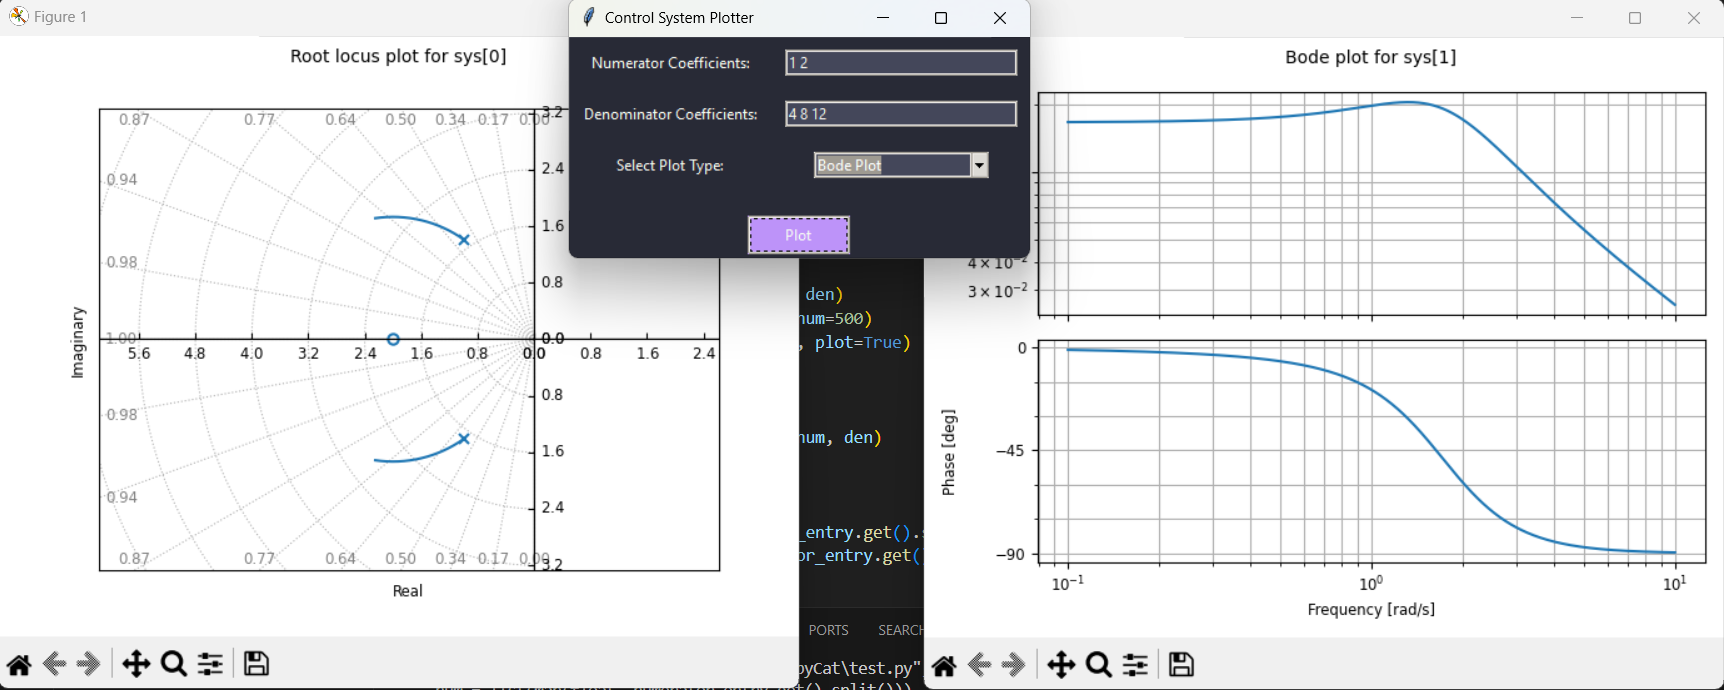 Figure 1
Root locus plot for sys[0]
0.87 0.77 0.64 0.50 0.34 0.17 0.00 3.2
0.94 2.4
1.6
0.98 0.8
1.00 0.0
5.6 4.8 4.0 3.2 2.4 1.6 0.8 0.0 0.8 1.6 2.4
0.8
0.98
1.6
0.94 2.4
0.87 0.77 0.64 0.50 0.34 0.17 0.00 3.2
Imaginary
Real
Control System Plotter
Numerator Coefficients: 1 2
Denominator Coefficients: 4 8 12
Select Plot Type: Bode Plot
Plot
den)
num=500)
, plot=True)
num, den)
_entry.get().
or_entry.get(
PORTS SEARCH
pyCat\test.py"
Bode plot for sys[1]
4 × 10⁻²
3 × 10⁻²
0
−45
−90
Phase [deg]
10⁻¹ 10⁰ 10¹
Frequency [rad/s]